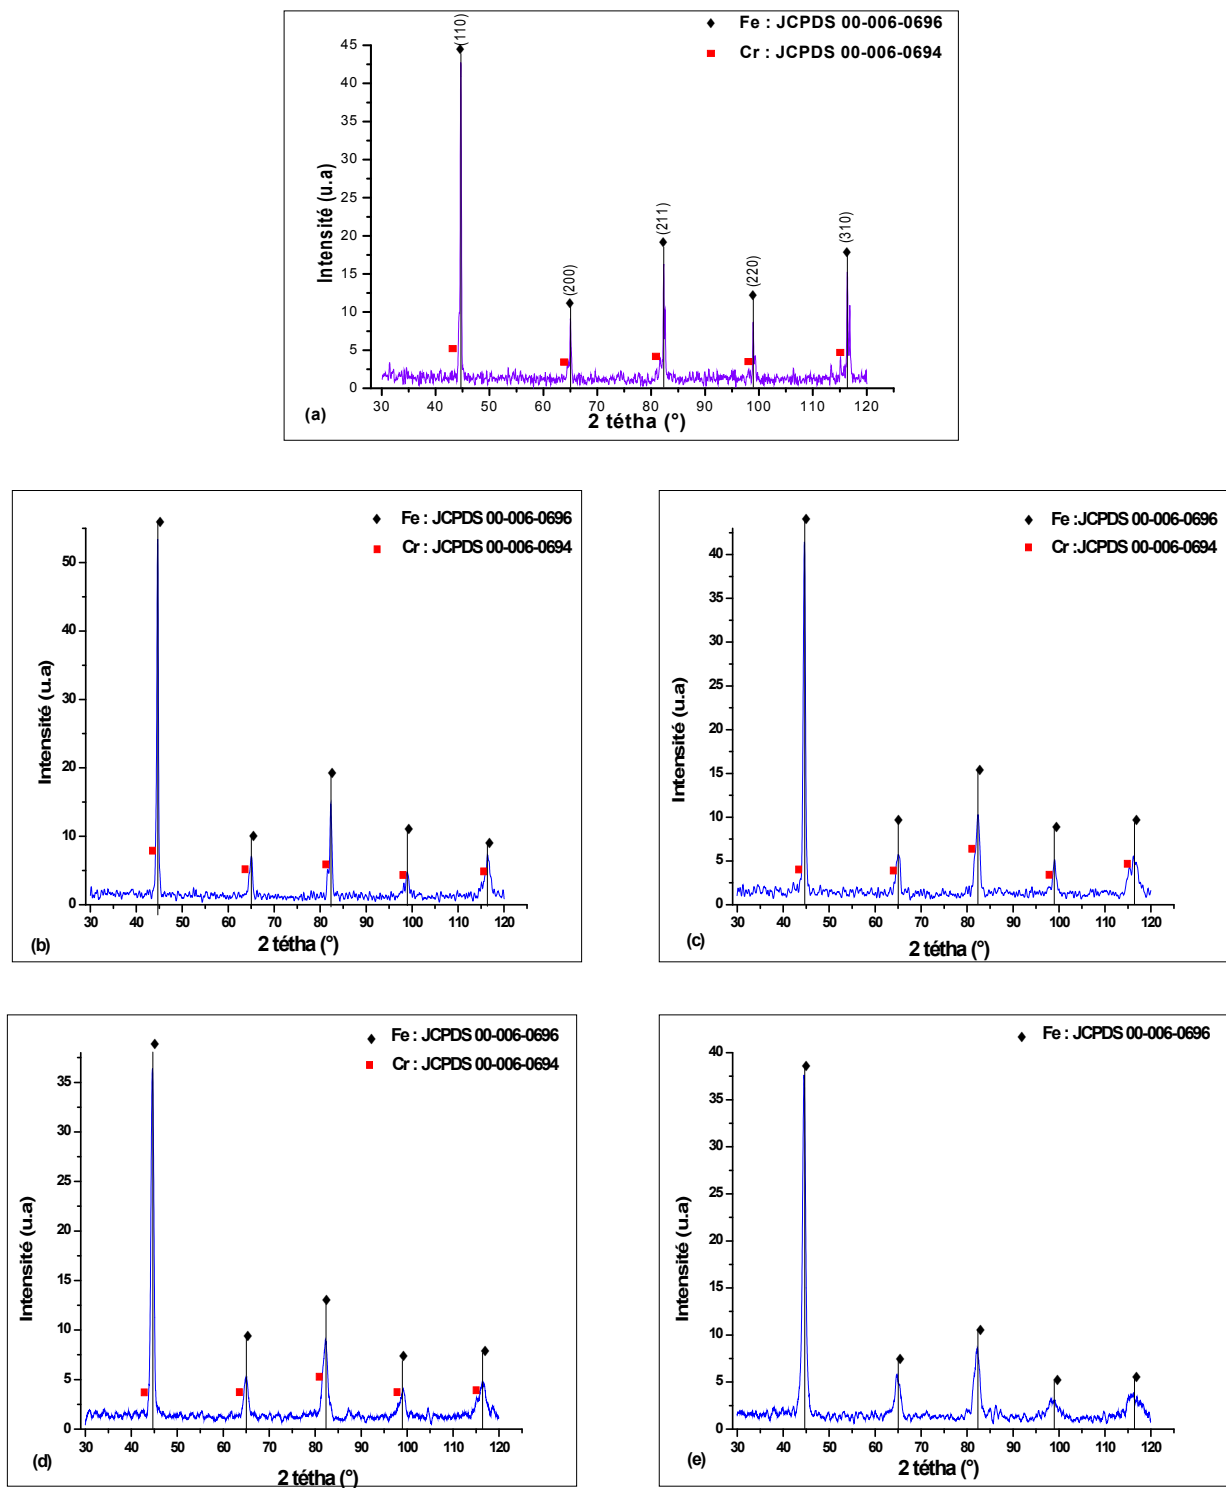 Fe : JCPDS 00-006-0696
Cr : JCPDS 00-006-0694
(110)
(200)
(211)
(220)
(310)
Intensité (u.a)
45
40
35
30
25
20
15
10
5
0
30 40 50 60 70 80 90 100 110 120
2 tétha (°)
(a)
Fe : JCPDS 00-006-0696
Cr : JCPDS 00-006-0694
Intensité (u.a)
50
40
30
20
10
0
30 40 50 60 70 80 90 100 110 120
2 tétha (°)
(b)
Fe :JCPDS 00-006-0696
Cr :JCPDS 00-006-0694
Intensité (u.a)
40
35
30
25
20
15
10
5
0
30 40 50 60 70 80 90 100 110 120
2 tétha (°)
(c)
Fe : JCPDS 00-006-0696
Cr : JCPDS 00-006-0694
Intensité (u.a)
35
30
25
20
15
10
5
0
30 40 50 60 70 80 90 100 110 120
2 tétha (°)
(d)
Fe : JCPDS 00-006-0696
Intensité (u.a)
40
35
30
25
20
15
10
5
0
30 40 50 60 70 80 90 100 110 120
2 tétha (°)
(e)